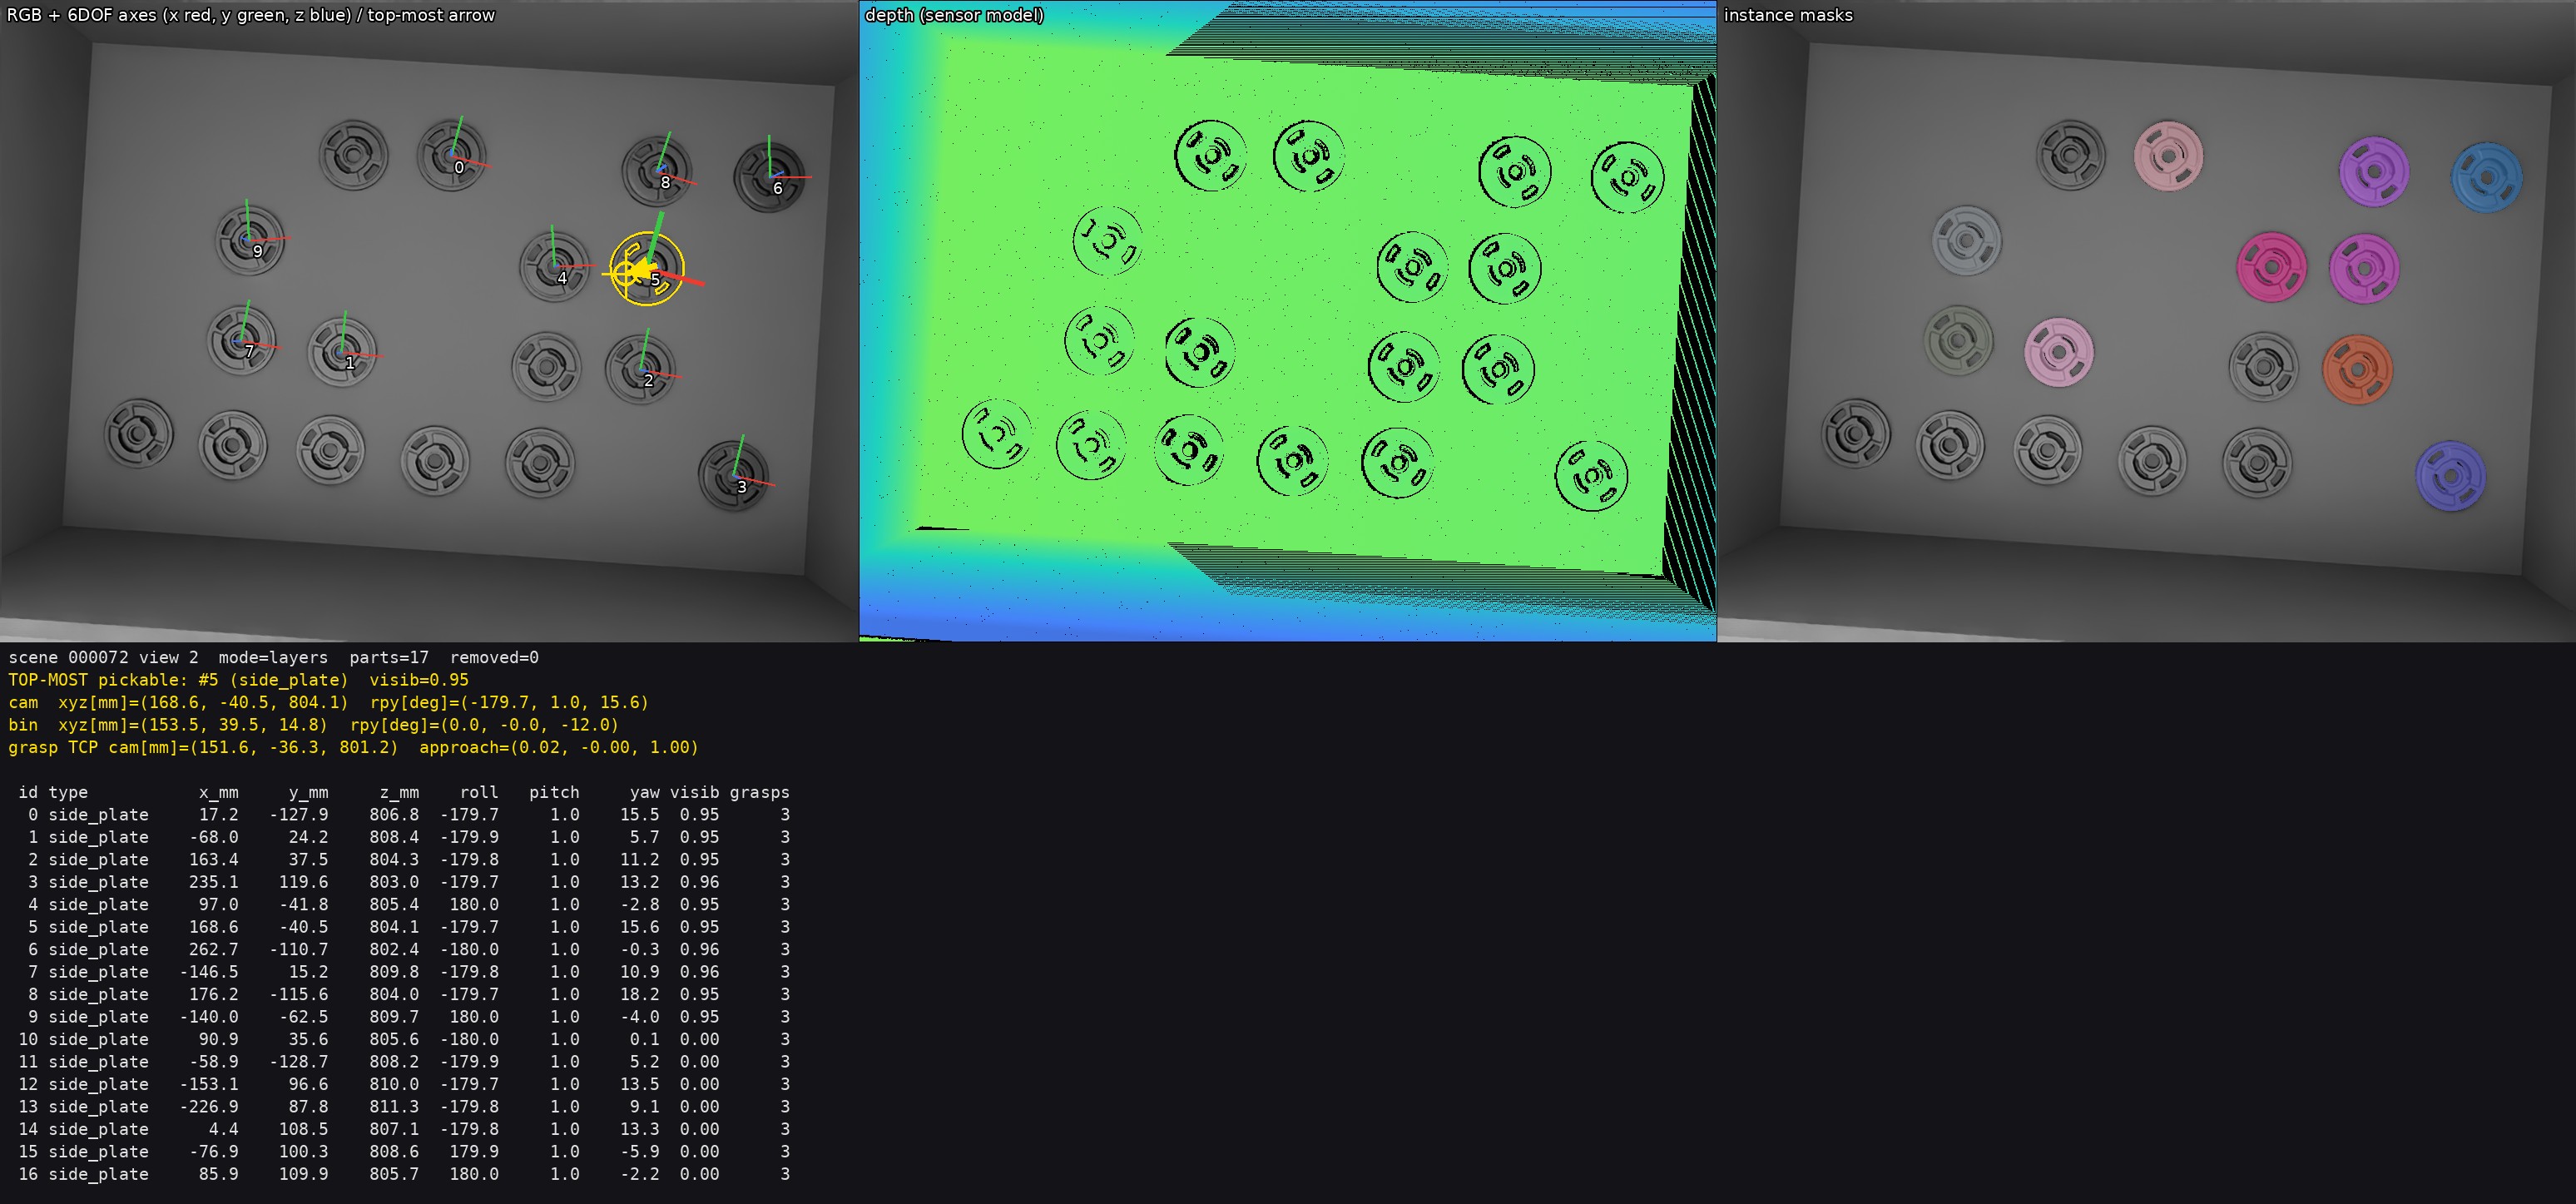 RGB + 6DOF axes (x red, y green, z blue) / top-most arrow
depth (sensor model)
instance masks
0
8
6
9
4
5
7
1
2
3
scene 000072 view 2  mode=layers  parts=17  removed=0
TOP-MOST pickable: #5 (side_plate)  visib=0.95
cam  xyz[mm]=(168.6, -40.5, 804.1)  rpy[deg]=(-179.7, 1.0, 15.6)
bin  xyz[mm]=(153.5, 39.5, 14.8)  rpy[deg]=(0.0, -0.0, -12.0)
grasp TCP cam[mm]=(151.6, -36.3, 801.2)  approach=(0.02, -0.00, 1.00)
id type x_mm y_mm z_mm roll pitch yaw visib grasps
0 side_plate 17.2 -127.9 806.8 -179.7 1.0 15.5 0.95 3
1 side_plate -68.0 24.2 808.4 -179.9 1.0 5.7 0.95 3
2 side_plate 163.4 37.5 804.3 -179.8 1.0 11.2 0.95 3
3 side_plate 235.1 119.6 803.0 -179.7 1.0 13.2 0.96 3
4 side_plate 97.0 -41.8 805.4 180.0 1.0 -2.8 0.95 3
5 side_plate 168.6 -40.5 804.1 -179.7 1.0 15.6 0.95 3
6 side_plate 262.7 -110.7 802.4 -180.0 1.0 -0.3 0.96 3
7 side_plate -146.5 15.2 809.8 -179.8 1.0 10.9 0.96 3
8 side_plate 176.2 -115.6 804.0 -179.7 1.0 18.2 0.95 3
9 side_plate -140.0 -62.5 809.7 180.0 1.0 -4.0 0.95 3
10 side_plate 90.9 35.6 805.6 -180.0 1.0 0.1 0.00 3
11 side_plate -58.9 -128.7 808.2 -179.9 1.0 5.2 0.00 3
12 side_plate -153.1 96.6 810.0 -179.7 1.0 13.5 0.00 3
13 side_plate -226.9 87.8 811.3 -179.8 1.0 9.1 0.00 3
14 side_plate 4.4 108.5 807.1 -179.8 1.0 13.3 0.00 3
15 side_plate -76.9 100.3 808.6 179.9 1.0 -5.9 0.00 3
16 side_plate 85.9 109.9 805.7 180.0 1.0 -2.2 0.00 3